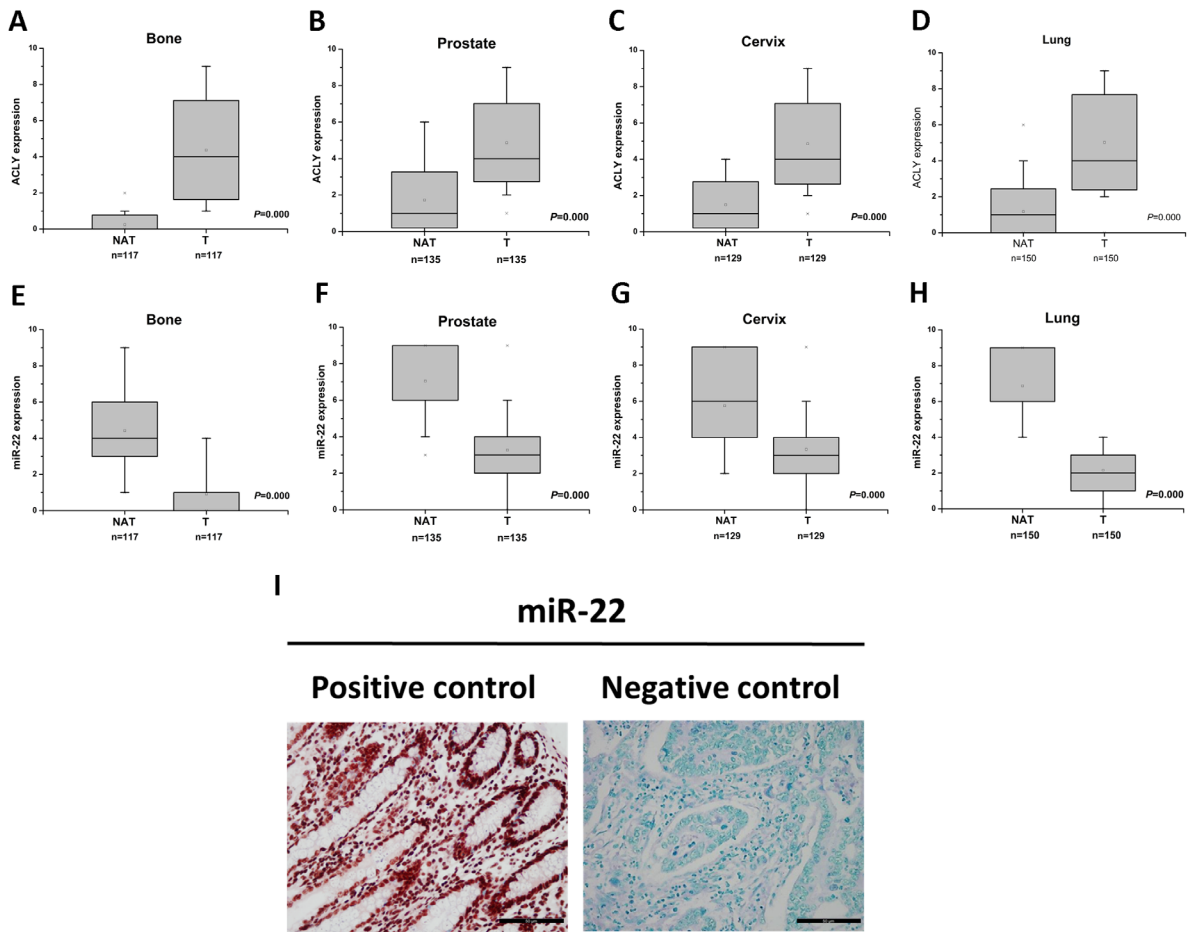 A
Bone
ACLY expression
10
8
6
4
2
0
P=0.000
NAT
T
n=117
n=117
B
Prostate
ACLY expression
10
8
6
4
2
0
P=0.000
NAT
T
n=135
n=135
C
Cervix
ACLY expression
10
8
6
4
2
0
P=0.000
NAT
T
n=129
n=129
D
Lung
ACLY expression
10
8
6
4
2
0
P=0.000
NAT
T
n=150
n=150
E
Bone
miR-22 expression
10
8
6
4
2
0
P=0.000
NAT
T
n=117
n=117
F
Prostate
miR-22 expression
10
8
6
4
2
0
P=0.000
NAT
T
n=135
n=135
G
Cervix
miR-22 expression
10
8
6
4
2
0
P=0.000
NAT
T
n=129
n=129
H
Lung
miR-22 expression
10
8
6
4
2
0
P=0.000
NAT
T
n=150
n=150
I
miR-22
Positive control
Negative control